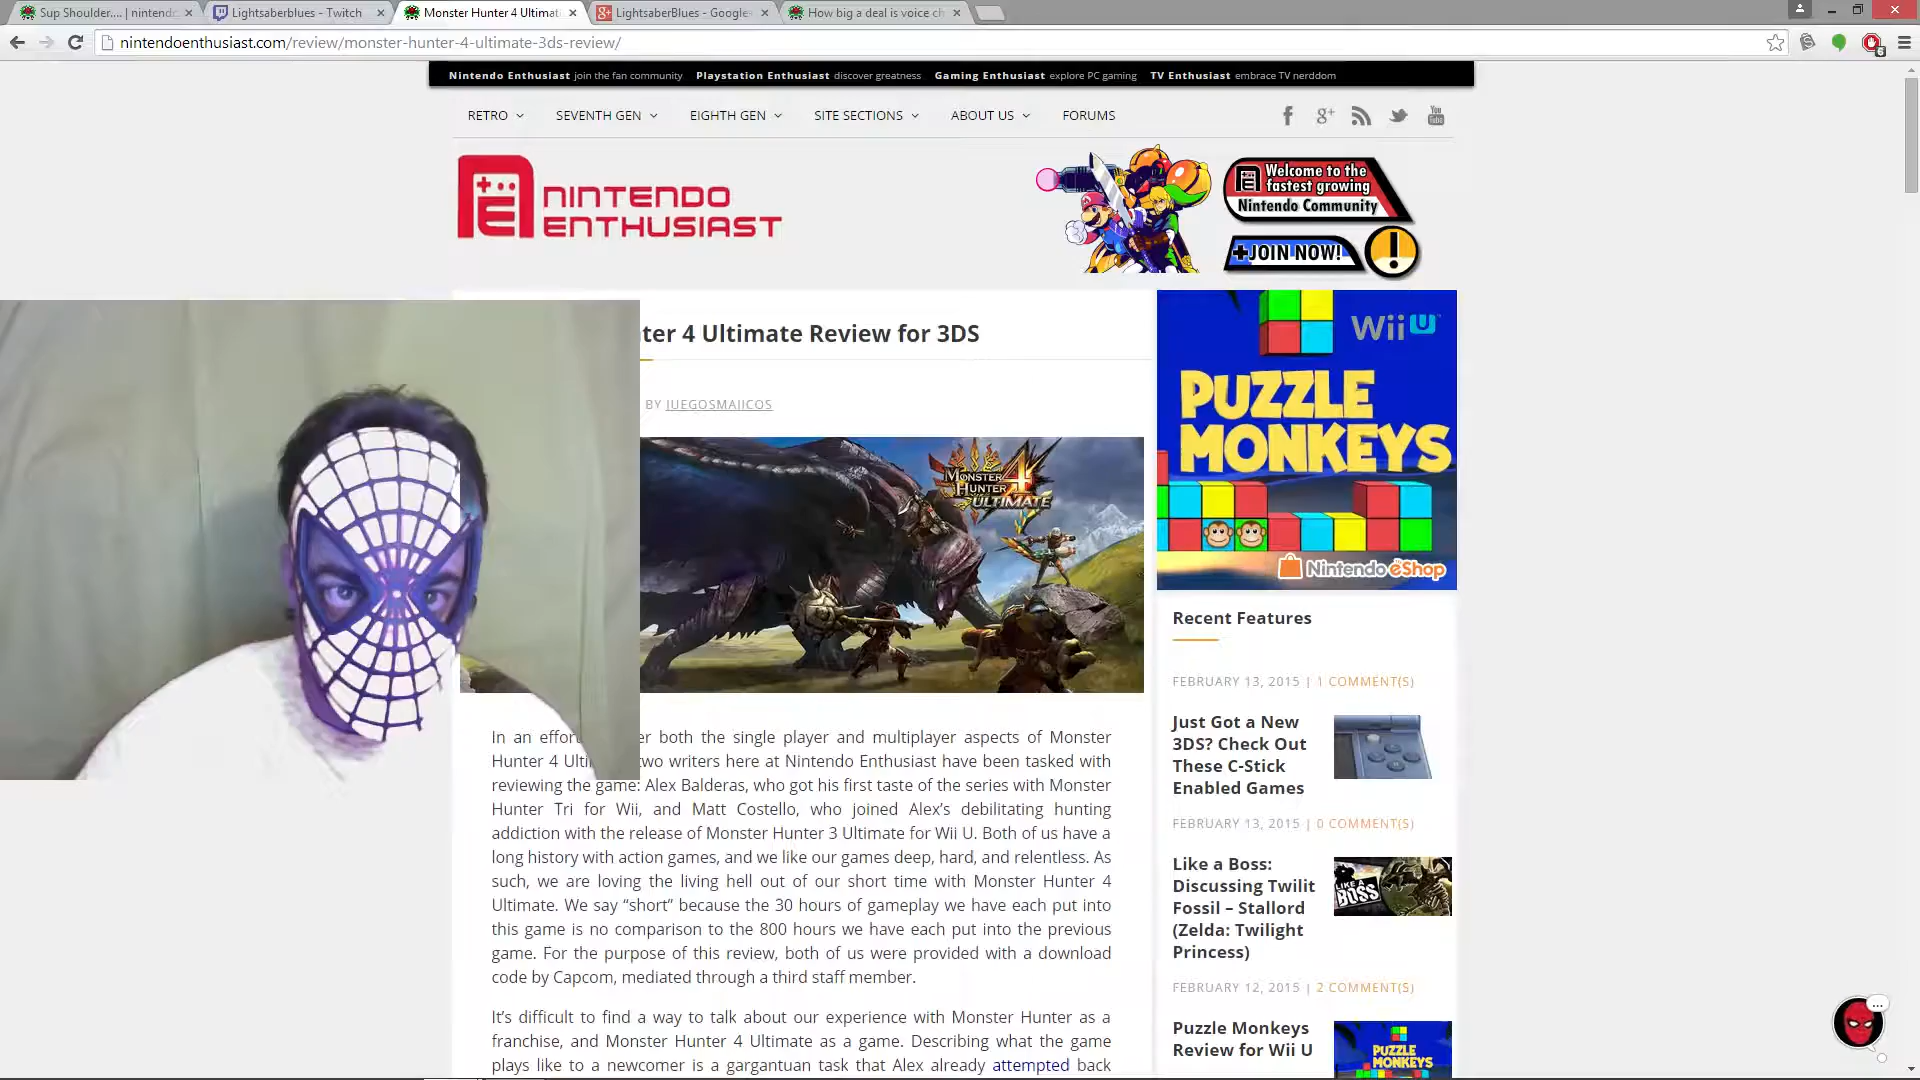 Sup Shoulder.... | nintend
Lightsaberblues - Twitch
Monster Hunter 4 Ultimat
LightsaberBlues - Google
How big a deal is voice ch
nintendoenthusiast.com/review/monster-hunter-4-ultimate-3ds-review/
6
Nintendo Enthusiast join the fan community Playstation Enthusiast discover greatness Gaming Enthusiast explore PC gaming TV Enthusiast embrace TV nerddom
RETRO SEVENTH GEN EIGHTH GEN SITE SECTIONS ABOUT US FORUMS
You Tube
NINTENDO
ENTHUSIAST
Welcome to the
fastest growing
Nintendo Community
+JOIN NOW!
ter 4 Ultimate Review for 3DS
BY JUEGOSMAJICOS
MONSTER
HUNTER 4
ULTIMATE
In an effor er both the single player and multiplayer aspects of Monster
Hunter 4 Ulti two writers here at Nintendo Enthusiast have been tasked with
reviewing the game: Alex Balderas, who got his first taste of the series with Monster
Hunter Tri for Wii, and Matt Costello, who joined Alex’s debilitating hunting
addiction with the release of Monster Hunter 3 Ultimate for Wii U. Both of us have a
long history with action games, and we like our games deep, hard, and relentless. As
such, we are loving the living hell out of our short time with Monster Hunter 4
Ultimate. We say “short” because the 30 hours of gameplay we have each put into
this game is no comparison to the 800 hours we have each put into the previous
game. For the purpose of this review, both of us were provided with a download
code by Capcom, mediated through a third staff member.
It’s difficult to find a way to talk about our experience with Monster Hunter as a
franchise, and Monster Hunter 4 Ultimate as a game. Describing what the game
plays like to a newcomer is a gargantuan task that Alex already attempted back
Wii U
PUZZLE
MONKEYS
Nintendo eShop
Recent Features
FEBRUARY 13, 2015 | 1 COMMENT(S)
Just Got a New
3DS? Check Out
These C-Stick
Enabled Games
FEBRUARY 13, 2015 | 0 COMMENT(S)
Like a Boss:
Discussing Twilit
Fossil – Stallord
(Zelda: Twilight
Princess)
LIKE A
BOSS
FEBRUARY 12, 2015 | 2 COMMENT(S)
Puzzle Monkeys
Review for Wii U
PUZZLE
MONKEYS